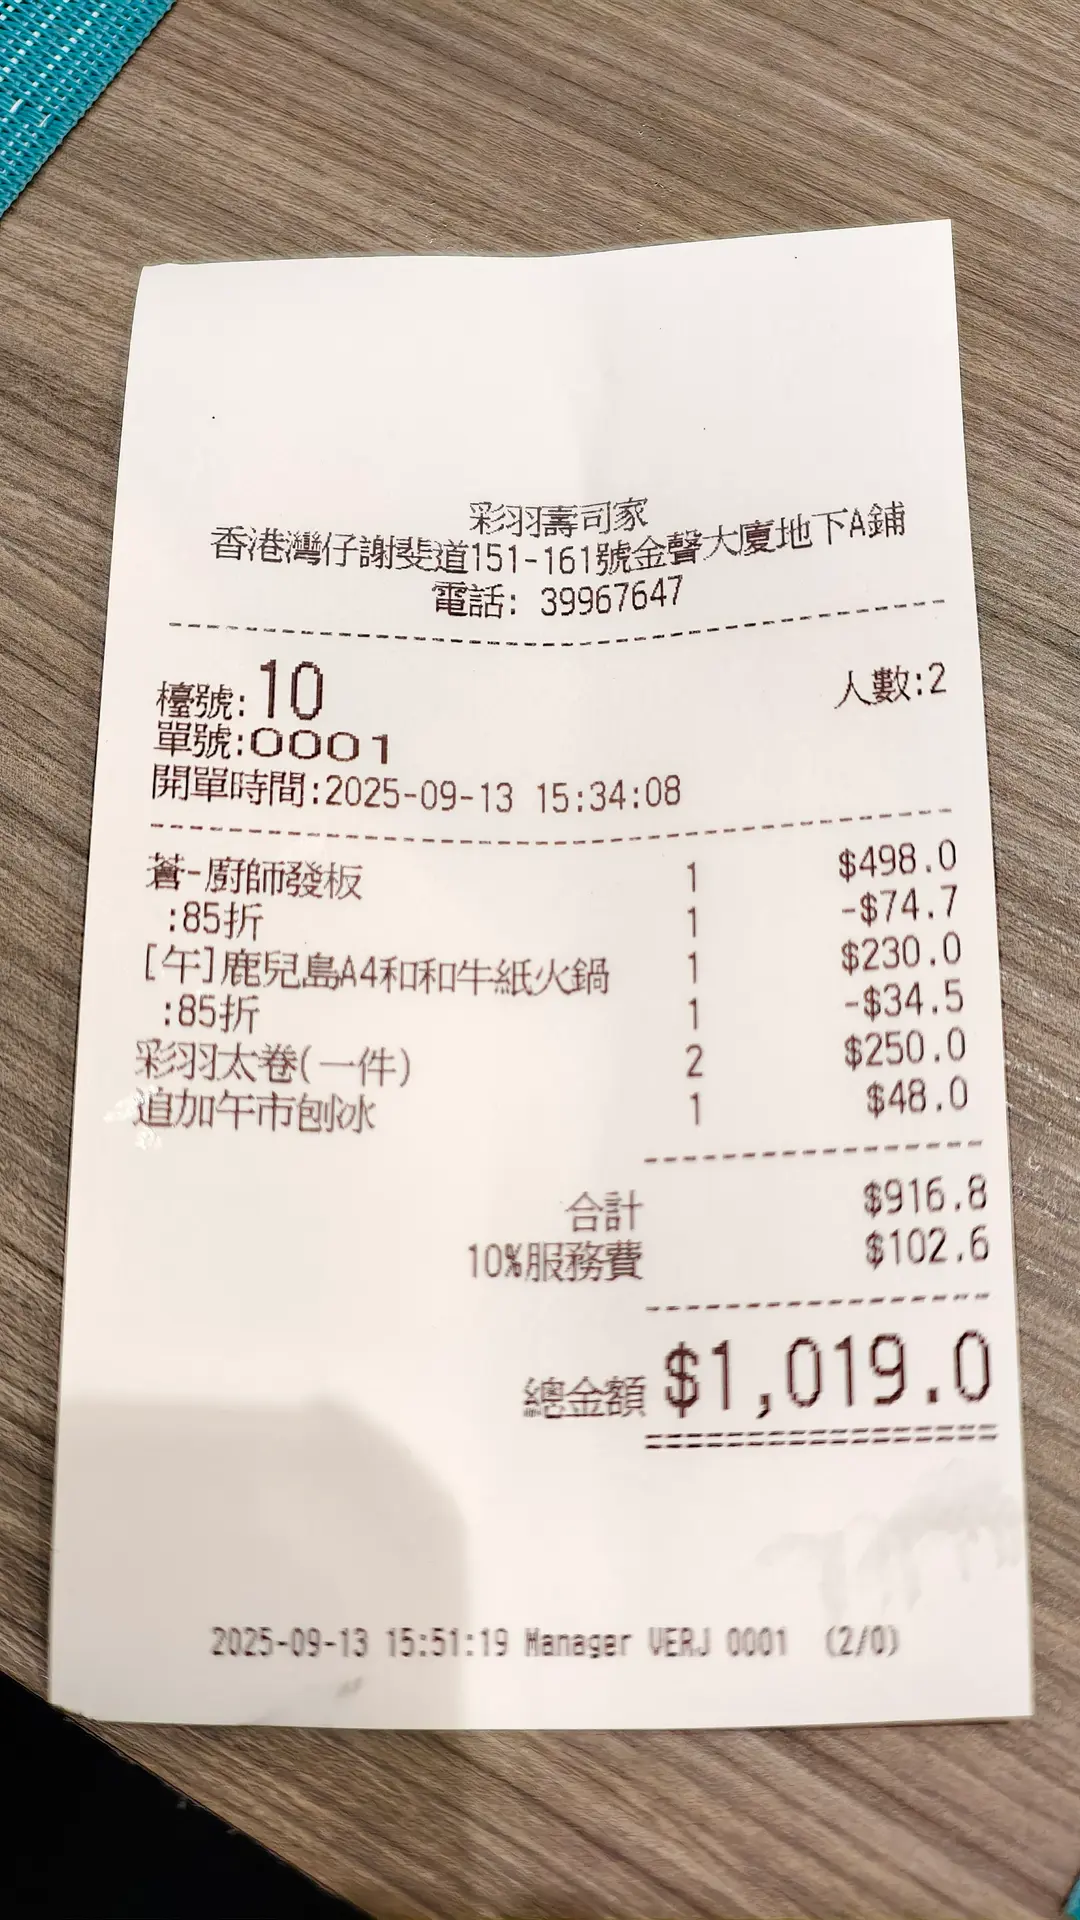 彩羽壽司家
香港灣仔謝斐道151-161號金聲大廈地下A鋪
電話: 39967647
檯號:10 人數:2
單號:0001
開單時間:2025-09-13 15:34:08
蒼-廚師發板 1 $498.0
:85折 1 -$74.7
[午]鹿兒島A4和和牛紙火鍋 1 $230.0
:85折 1 -$34.5
彩羽太卷(一件) 2 $250.0
追加午市刨冰 1 $48.0
合計 $916.8
10%服務費 $102.6
總金額 $1,019.0
2025-09-13 15:51:19 Manager VERJ 0001 (2/0)